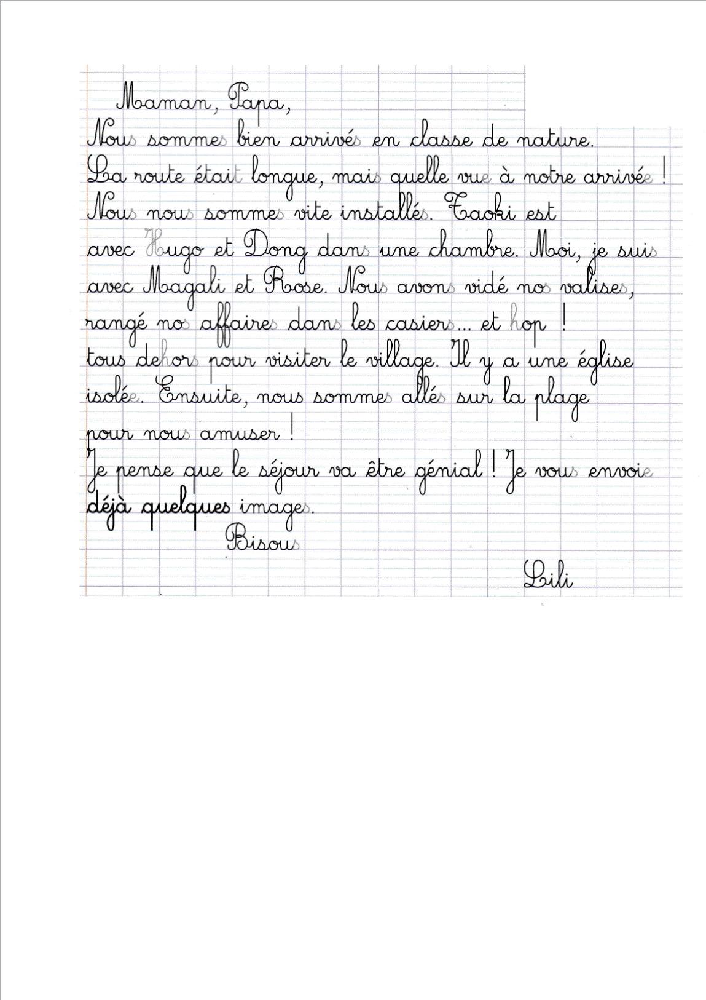 Maman, Papa,
Nous sommes bien arrivés en classe de nature.
La route était longue, mais quelle vue à notre arrivée !
Nous nous sommes vite installés. Taoki est
avec Hugo et Dong dans une chambre. Moi, je suis
avec Magali et Rose. Nous avons vidé nos valises,
rangé nos affaires dans les casiers... et hop !
tous dehors pour visiter le village. Il y a une église
isolée. Ensuite, nous sommes allés sur la plage
pour nous amuser !
Je pense que le séjour va être génial ! Je vous envoie
déjà quelques images.
Bisous
Lili